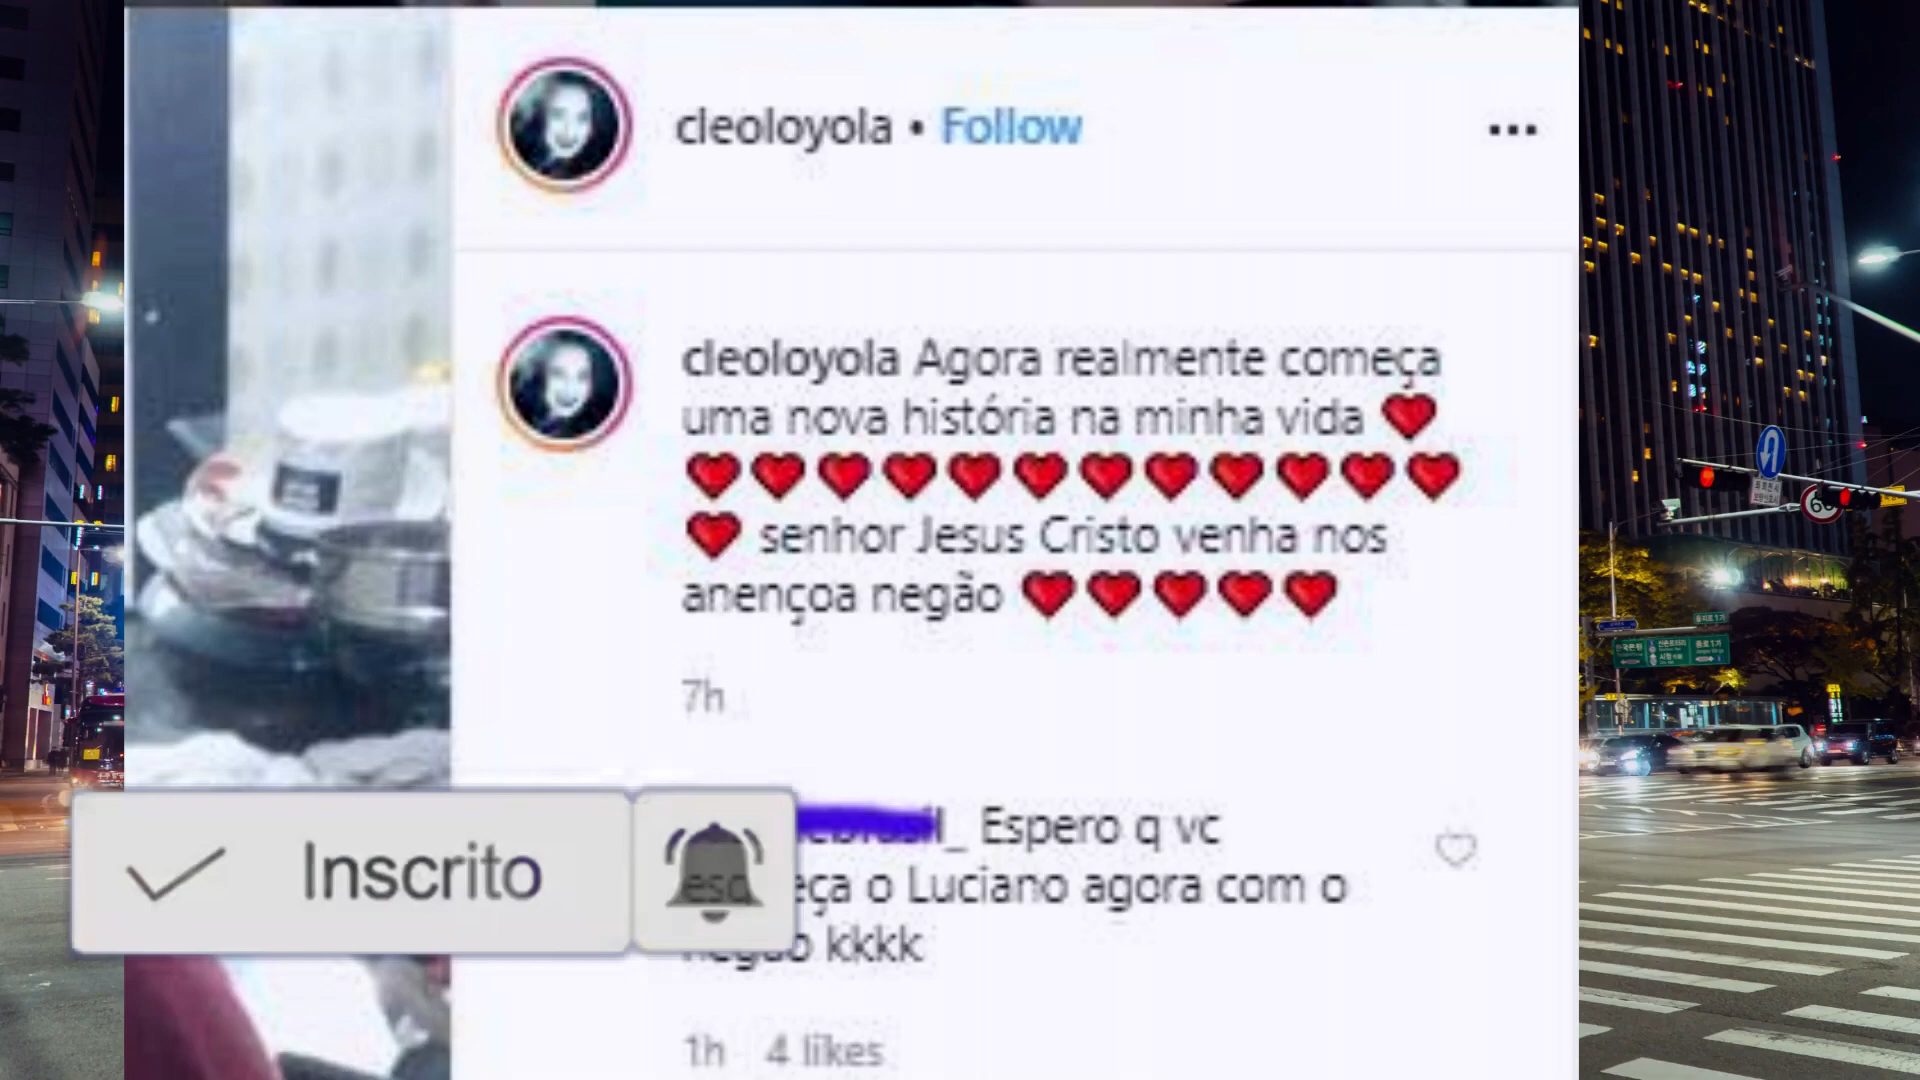 cleoloyola • Follow
cleoloyola Agora realmente começa
uma nova história na minha vida ❤
❤❤❤❤❤❤❤❤❤❤❤❤
❤ senhor Jesus Cristo venha nos
anençoa negão ❤❤❤❤❤
7h
Espero q vc
eça o Luciano agora com o
kkkk
1h 4 likes
Inscrito